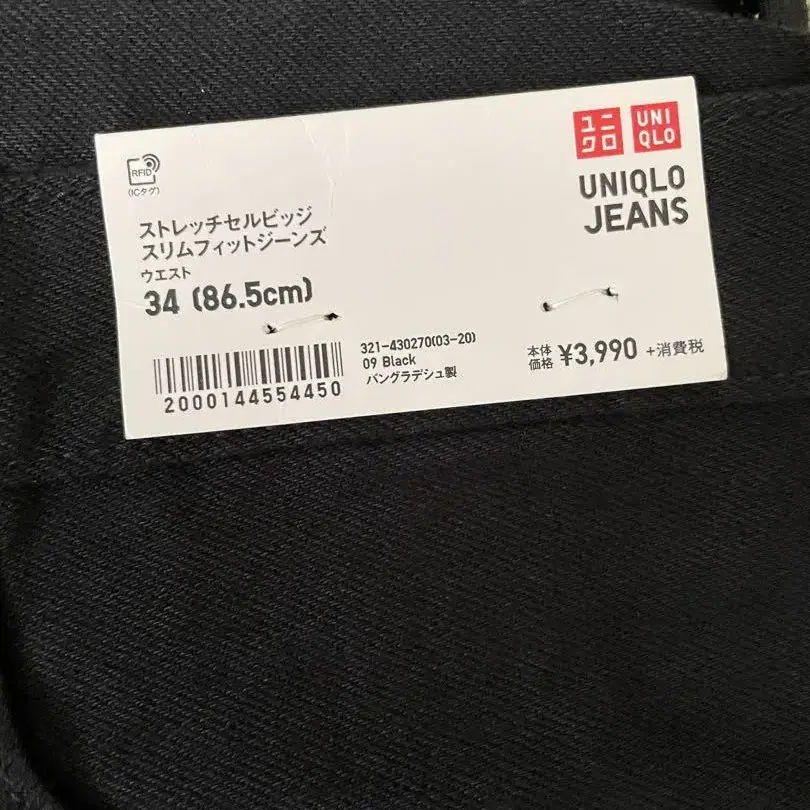 ユニクロ
UNIQLO
UNIQLO
JEANS
RFID
(ICタグ)
ストレッチセルビッジ
スリムフィットジーンズ
ウエスト
34 (86.5cm)
2000144554450
321-430270(03-20)
09 Black
バングラデシュ製
本体価格 ¥3,990 +消費税